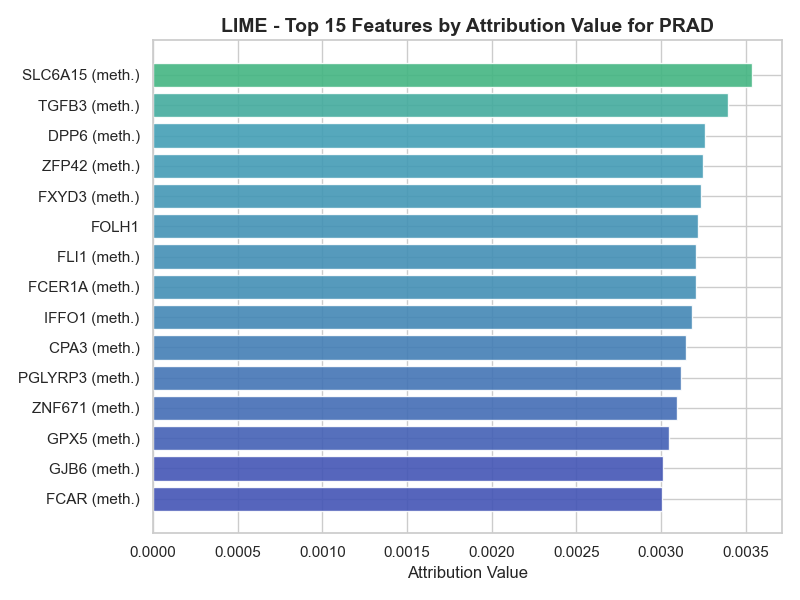 LIME - Top 15 Features by Attribution Value for PRAD
SLC6A15 (meth.)
TGFB3 (meth.)
DPP6 (meth.)
ZFP42 (meth.)
FXYD3 (meth.)
FOLH1
FLI1 (meth.)
FCER1A (meth.)
IFFO1 (meth.)
CPA3 (meth.)
PGLYRP3 (meth.)
ZNF671 (meth.)
GPX5 (meth.)
GJB6 (meth.)
FCAR (meth.)
0.0000 0.0005 0.0010 0.0015 0.0020 0.0025 0.0030 0.0035
Attribution Value